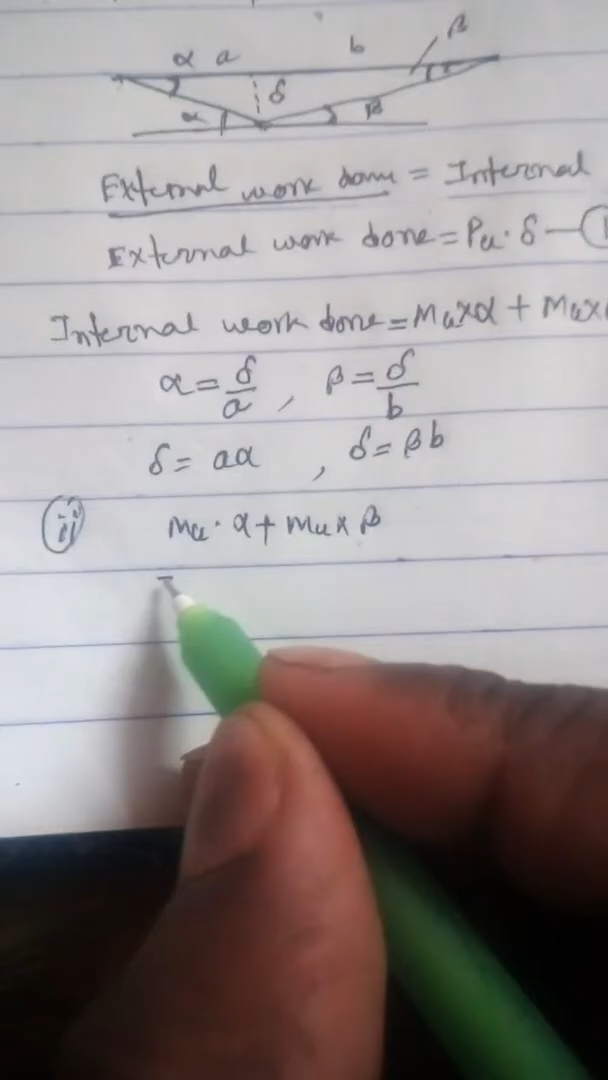 α a b β
δ
α β
External work done = Internal
External work done = Pu · δ —
Internal work done = Mu x α + Mu x
α = δ/a , β = δ/b
δ = aα , δ = βb
ii Mu · α + Mu x β